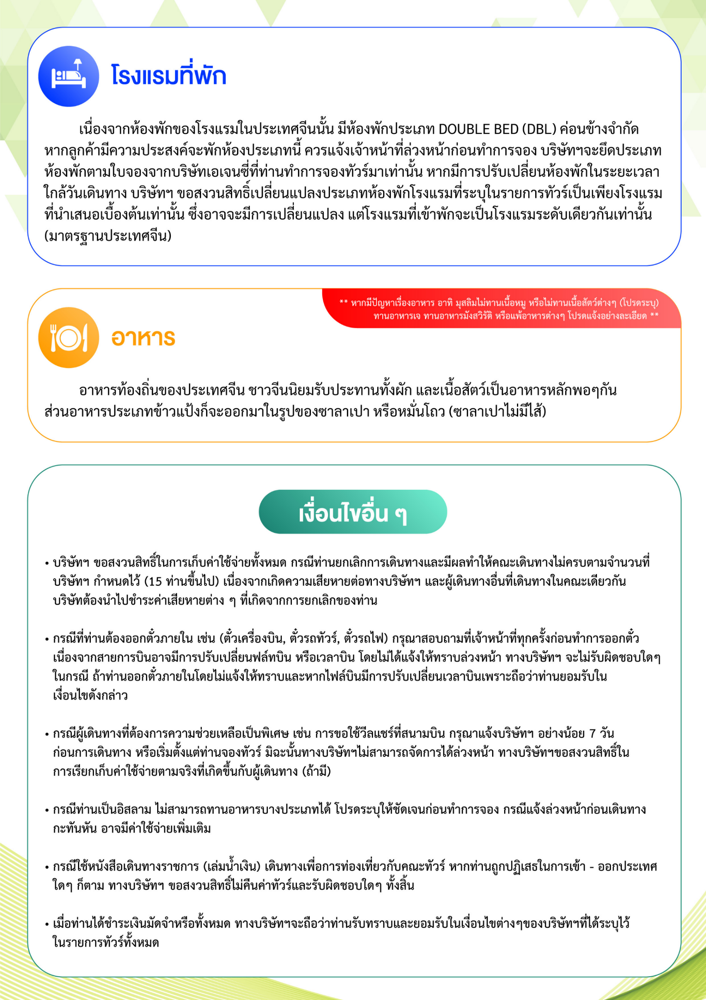 โรงแรมที่พัก
เนื่องจากห้องพักของโรงแรมในประเทศจีนนั้น มีห้องพักประเภท DOUBLE BED (DBL) ค่อนข้างจำกัด
หากลูกค้ามีความประสงค์จะพักห้องประเภทนี้ ควรแจ้งเจ้าหน้าที่ล่วงหน้าก่อนทำการจอง บริษัทฯจะยึดประเภท
ห้องพักตามใบจองจากบริษัทเอเจนซี่ที่ท่านทำการจองทัวร์มาเท่านั้น หากมีการปรับเปลี่ยนห้องพักในระยะเวลา
ใกล้วันเดินทาง บริษัทฯ ขอสงวนสิทธิ์เปลี่ยนแปลงประเภทห้องพักโรงแรมที่ระบุในรายการทัวร์เป็นเพียงโรงแรม
ที่นำเสนอเบื้องต้นเท่านั้น ซึ่งอาจจะมีการเปลี่ยนแปลง แต่โรงแรมที่เข้าพักจะเป็นโรงแรมระดับเดียวกันเท่านั้น
(มาตรฐานประเทศจีน)
** หากมีปัญหาเรื่องอาหาร อาทิ มุสลิมไม่ทานเนื้อหมู หรือไม่ทานเนื้อสัตว์ต่างๆ (โปรดระบุ)
ทานอาหารเจ ทานอาหารมังสวิรัติ หรือแพ้อาหารต่างๆ โปรดแจ้งอย่างละเอียด **
อาหาร
อาหารท้องถิ่นของประเทศจีน ชาวจีนนิยมรับประทานทั้งผัก และเนื้อสัตว์เป็นอาหารหลักพอๆกัน
ส่วนอาหารประเภทข้าวแป้งก็จะออกมาในรูปของซาลาเปา หรือหมั่นโถว (ซาลาเปาไม่มีไส้)
เงื่อนไขอื่น ๆ
• บริษัทฯ ขอสงวนสิทธิ์ในการเก็บค่าใช้จ่ายทั้งหมด กรณีท่านยกเลิกการเดินทางและมีผลทำให้คณะเดินทางไม่ครบตามจำนวนที่
บริษัทฯ กำหนดไว้ (15 ท่านขึ้นไป) เนื่องจากเกิดความเสียหายต่อทางบริษัทฯ และผู้เดินทางอื่นที่เดินทางในคณะเดียวกัน
บริษัทต้องนำไปชำระค่าเสียหายต่าง ๆ ที่เกิดจากการยกเลิกของท่าน
• กรณีที่ท่านต้องออกตั๋วภายใน เช่น (ตั๋วเครื่องบิน, ตั๋วรถทัวร์, ตั๋วรถไฟ) กรุณาสอบถามที่เจ้าหน้าที่ทุกครั้งก่อนทำการออกตั๋ว
เนื่องจากสายการบินอาจมีการปรับเปลี่ยนฟล์ทบิน หรือเวลาบิน โดยไม่ได้แจ้งให้ทราบล่วงหน้า ทางบริษัทฯ จะไม่รับผิดชอบใดๆ
ในกรณี ถ้าท่านออกตั๋วภายในโดยไม่แจ้งให้ทราบและหากไฟล์บินมีการปรับเปลี่ยนเวลาบินเพราะถือว่าท่านยอมรับใน
เงื่อนไขดังกล่าว
• กรณีผู้เดินทางที่ต้องการความช่วยเหลือเป็นพิเศษ เช่น การขอใช้วีลแชร์ที่สนามบิน กรุณาแจ้งบริษัทฯ อย่างน้อย 7 วัน
ก่อนการเดินทาง หรือเริ่มตั้งแต่ท่านจองทัวร์ มิฉะนั้นทางบริษัทฯไม่สามารถจัดการได้ล่วงหน้า ทางบริษัทฯขอสงวนสิทธิ์ใน
การเรียกเก็บค่าใช้จ่ายตามจริงที่เกิดขึ้นกับผู้เดินทาง (ถ้ามี)
• กรณีท่านเป็นอิสลาม ไม่สามารถทานอาหารบางประเภทได้ โปรดระบุให้ชัดเจนก่อนทำการจอง กรณีแจ้งล่วงหน้าก่อนเดินทาง
กะทันหัน อาจมีค่าใช้จ่ายเพิ่มเติม
• กรณีใช้หนังสือเดินทางราชการ (เล่มน้ำเงิน) เดินทางเพื่อการท่องเที่ยวกับคณะทัวร์ หากท่านถูกปฏิเสธในการเข้า - ออกประเทศ
ใดๆ ก็ตาม ทางบริษัทฯ ขอสงวนสิทธิ์ไม่คืนค่าทัวร์และรับผิดชอบใดๆ ทั้งสิ้น
• เมื่อท่านได้ชำระเงินมัดจำหรือทั้งหมด ทางบริษัทฯจะถือว่าท่านรับทราบและยอมรับในเงื่อนไขต่างๆของบริษัทฯที่ได้ระบุไว้
ในรายการทัวร์ทั้งหมด